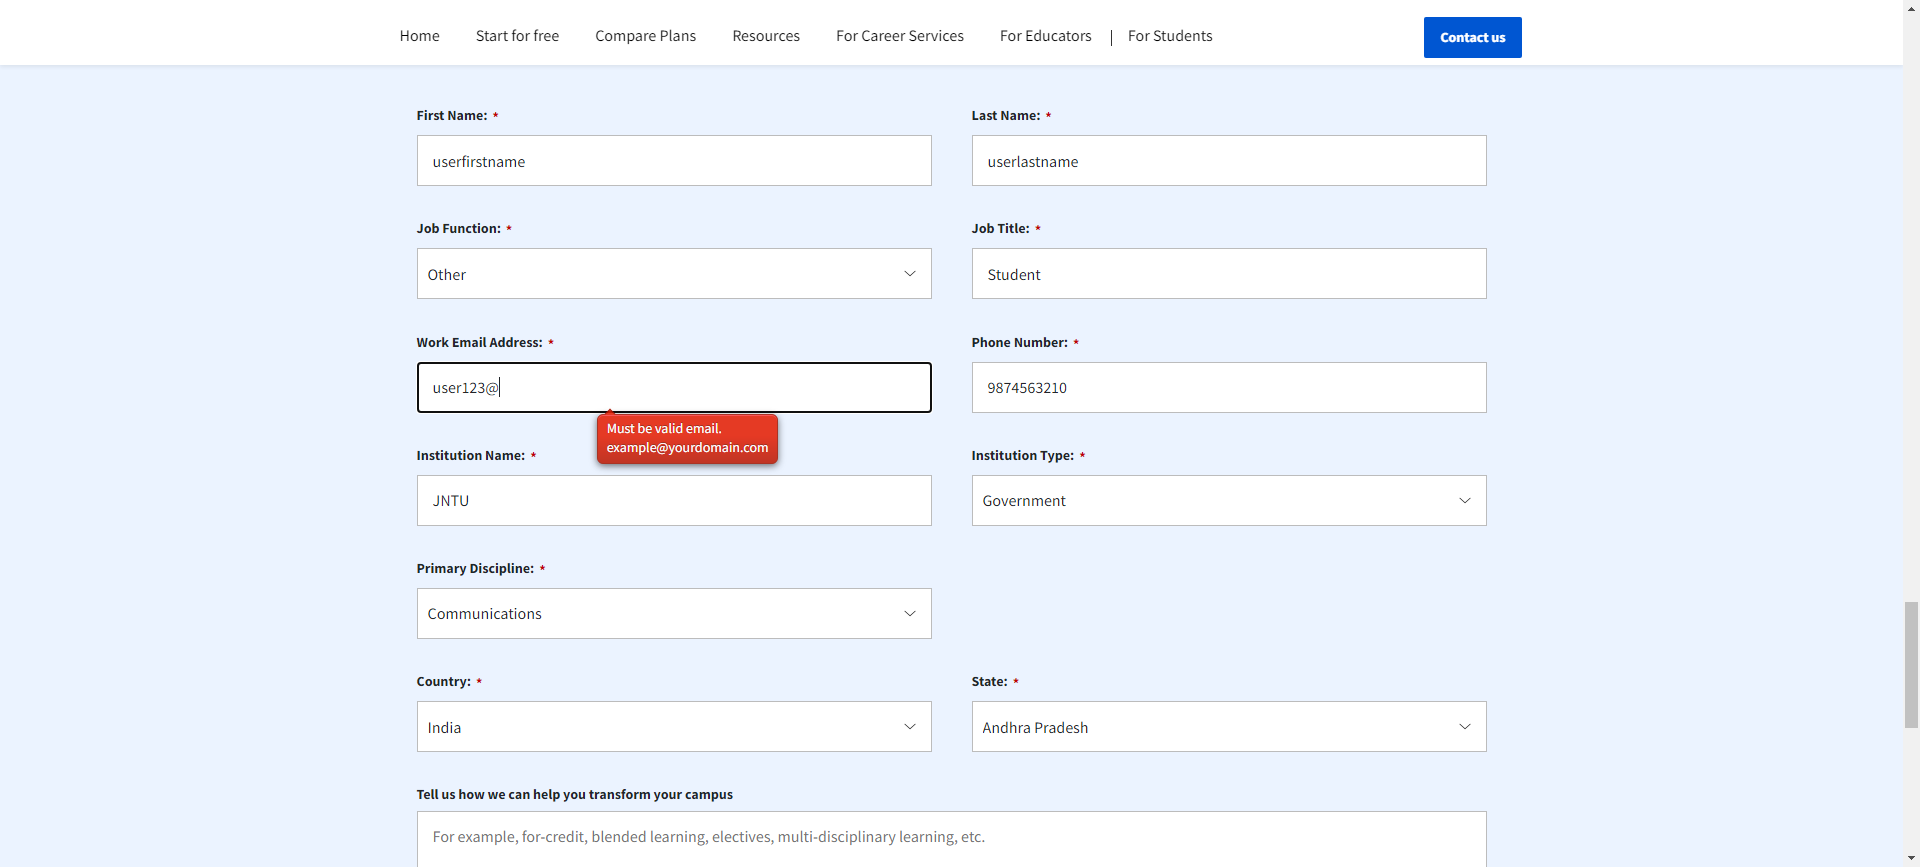 Home Start for free Compare Plans Resources For Career Services For Educators | For Students Contact us
First Name: * Last Name: *
userfirstname userlastname
Job Function: * Job Title: *
Other Student
Work Email Address: * Phone Number: *
user123@ 9874563210
Must be valid email.
example@yourdomain.com
Institution Name: * Institution Type: *
JNTU Government
Primary Discipline: *
Communications
Country: * State: *
India Andhra Pradesh
Tell us how we can help you transform your campus
For example, for-credit, blended learning, electives, multi-disciplinary learning, etc.